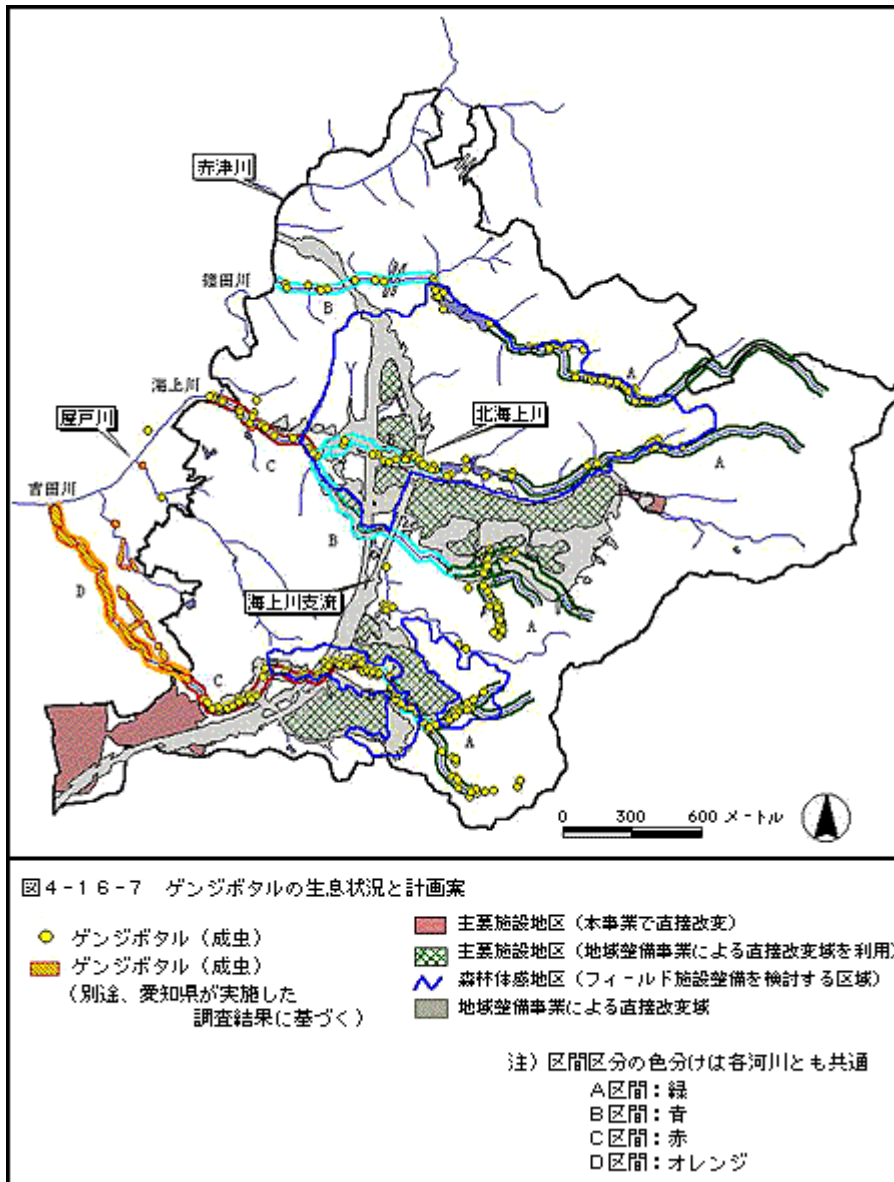 赤津川
B
A
海上川
屋戸川
北海上川
C
A
吉田川
B
D
海上川支流
A
C
A
0 300 600 メートル
図4-16-7 ゲンジボタルの生息状況と計画案
ゲンジボタル（成虫）
ゲンジボタル（成虫）
（別途、愛知県が実施した
調査結果に基づく）
主要施設地区（本事業で直接改変）
主要施設地区（地域整備事業による直接改変域を利用）
森林体感地区（フィールド施設整備を検討する区域）
地域整備事業による直接改変域
注）区間区分の色分けは各河川とも共通
A区間：緑
B区間：青
C区間：赤
D区間：オレンジ